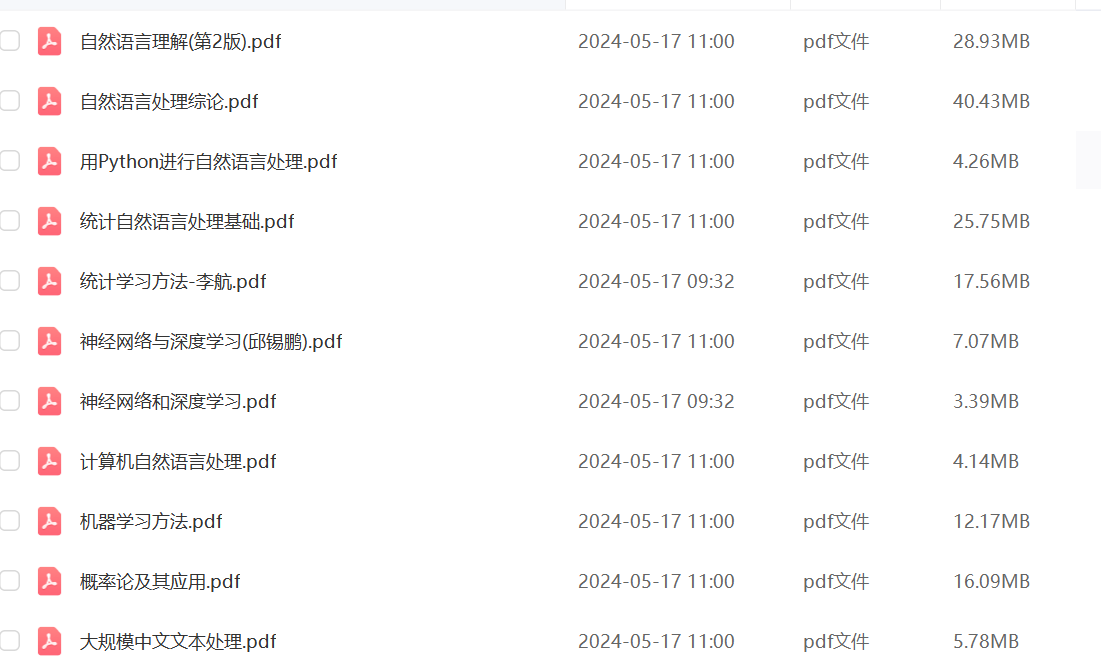 自然语言理解(第2版).pdf 2024-05-17 11:00 pdf文件 28.93MB
自然语言处理综论.pdf 2024-05-17 11:00 pdf文件 40.43MB
用Python进行自然语言处理.pdf 2024-05-17 11:00 pdf文件 4.26MB
统计自然语言处理基础.pdf 2024-05-17 11:00 pdf文件 25.75MB
统计学习方法-李航.pdf 2024-05-17 09:32 pdf文件 17.56MB
神经网络与深度学习(邱锡鹏).pdf 2024-05-17 11:00 pdf文件 7.07MB
神经网络和深度学习.pdf 2024-05-17 09:32 pdf文件 3.39MB
计算机自然语言处理.pdf 2024-05-17 11:00 pdf文件 4.14MB
机器学习方法.pdf 2024-05-17 11:00 pdf文件 12.17MB
概率论及其应用.pdf 2024-05-17 11:00 pdf文件 16.09MB
大规模中文文本处理.pdf 2024-05-17 11:00 pdf文件 5.78MB